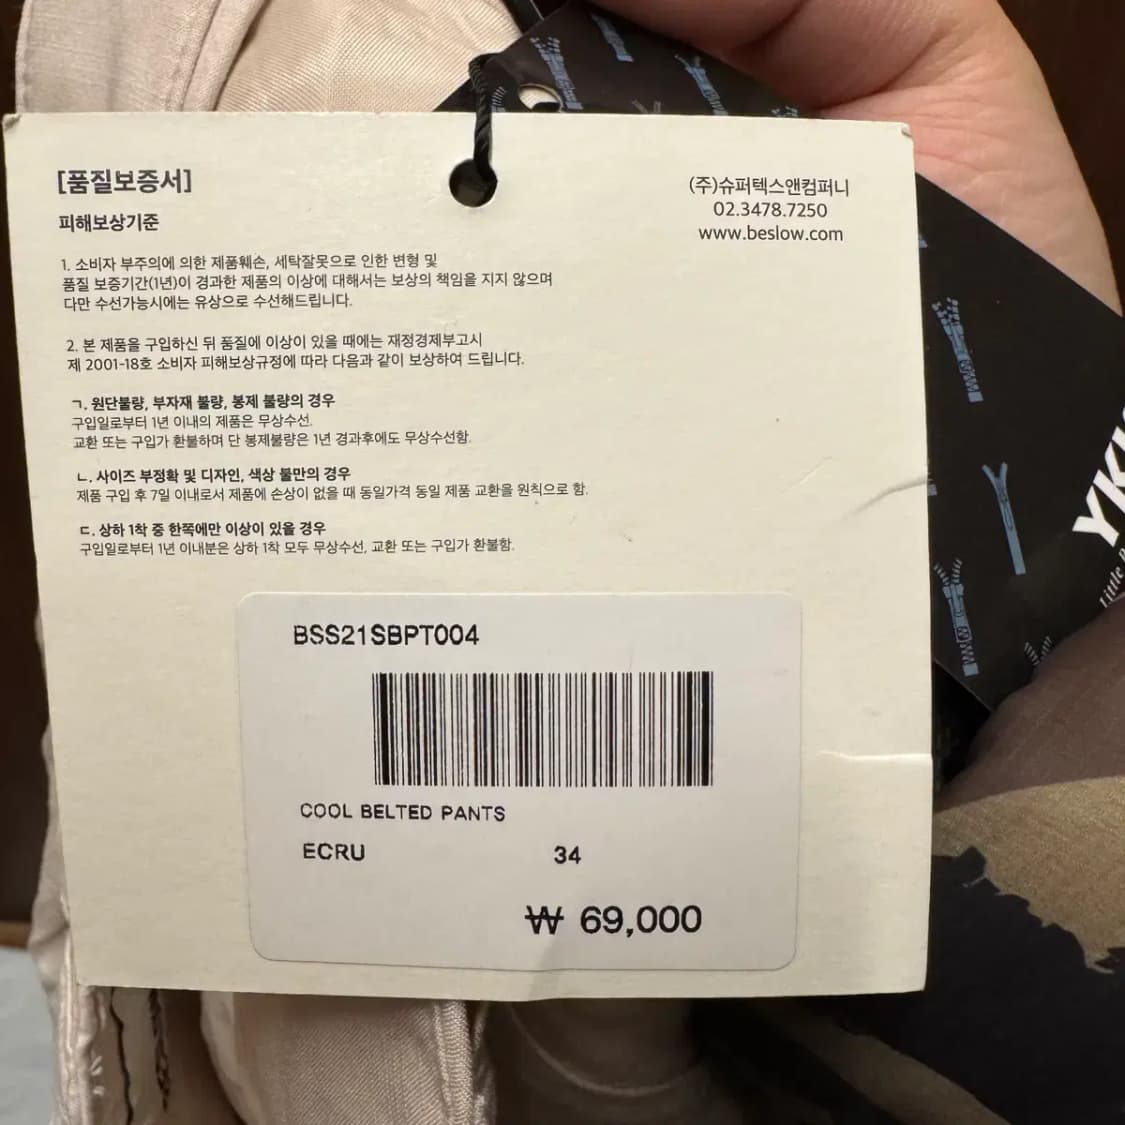 [품질보증서]
피해보상기준
(주)슈퍼텍스앤컴퍼니
02.3478.7250
www.beslow.com
1. 소비자 부주의에 의한 제품훼손, 세탁잘못으로 인한 변형 및
품질 보증기간(1년)이 경과한 제품의 이상에 대해서는 보상의 책임을 지지 않으며
다만 수선가능시에는 유상으로 수선해드립니다.
2. 본 제품을 구입하신 뒤 품질에 이상이 있을 때에는 재정경제부고시
제 2001-18호 소비자 피해보상규정에 따라 다음과 같이 보상하여 드립니다.
ㄱ. 원단불량, 부자재 불량, 봉제 불량의 경우
구입일로부터 1년 이내의 제품은 무상수선.
교환 또는 구입가 환불하며 단 봉제불량은 1년 경과후에도 무상수선함.
ㄴ. 사이즈 부정확 및 디자인, 색상 불만의 경우
제품 구입 후 7일 이내로서 제품에 손상이 없을 때 동일가격 동일 제품 교환을 원칙으로 함.
ㄷ. 상하 1착 중 한쪽에만 이상이 있을 경우
구입일로부터 1년 이내분은 상하 1착 모두 무상수선, 교환 또는 구입가 환불함.
BSS21SBPT004
COOL BELTED PANTS
ECRU 34
₩ 69,000
YK
Little